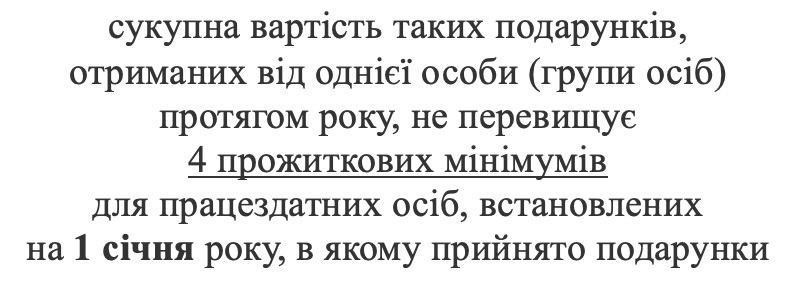 сукупна вартість таких подарунків,
отриманих від однієї особи (групи осіб)
протягом року, не перевищує
4 прожиткових мінімумів
для працездатних осіб, встановлених
на 1 січня року, в якому прийнято подарунки